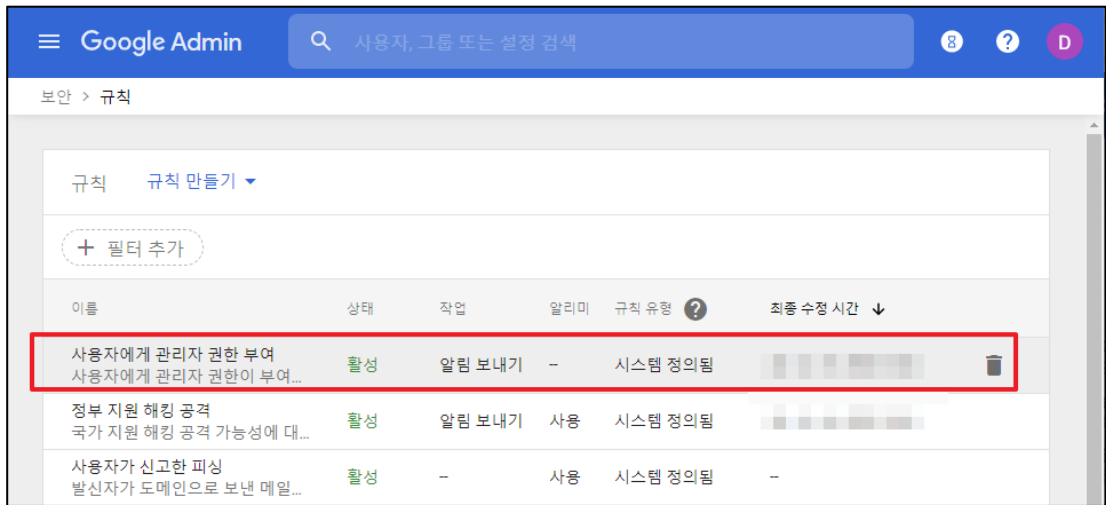 Google Admin
사용자, 그룹 또는 설정 검색
8 ? D
보안 > 규칙
규칙 규칙 만들기
+ 필터 추가
이름 상태 작업 알리미 규칙 유형 ? 최종 수정 시간
사용자에게 관리자 권한 부여
사용자에게 관리자 권한이 부여...
활성 알림 보내기 -- 시스템 정의됨
정부 지원 해킹 공격
국가 지원 해킹 공격 가능성에 대...
활성 알림 보내기 사용 시스템 정의됨
사용자가 신고한 피싱
발신자가 도메인으로 보낸 메일...
활성 -- 사용 시스템 정의됨 --